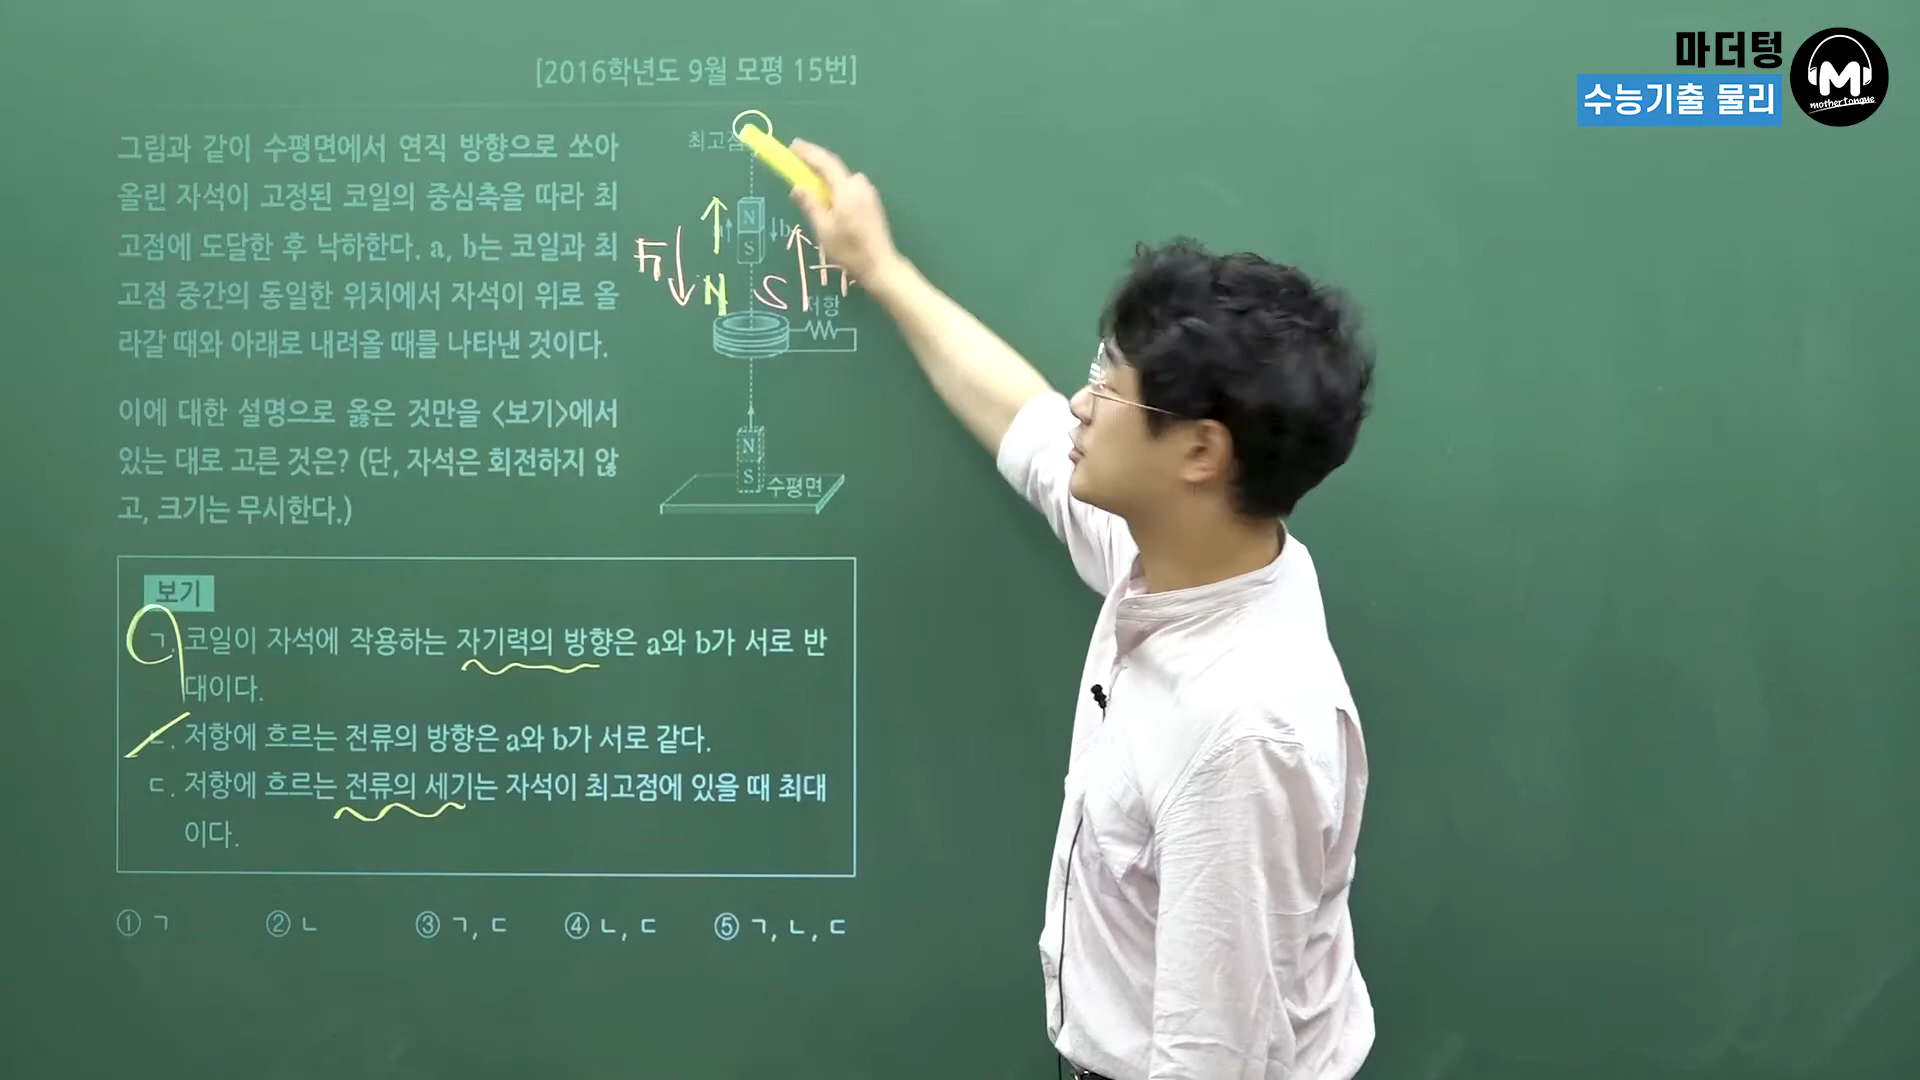 마더텅
수능기출 물리
M
mothertongue
[2016학년도 9월 모평 15번]
그림과 같이 수평면에서 연직 방향으로 쏘아
올린 자석이 고정된 코일의 중심축을 따라 최
고점에 도달한 후 낙하한다. a, b는 코일과 최
고점 중간의 동일한 위치에서 자석이 위로 올
라갈 때와 아래로 내려올 때를 나타낸 것이다.
이에 대한 설명으로 옳은 것만을 <보기>에서
있는 대로 고른 것은? (단, 자석은 회전하지 않
고, 크기는 무시한다.)
최고점
N
b
S
F
N
S
저항
N
S
수평면
보기
ㄱ. 코일이 자석에 작용하는 자기력의 방향은 a와 b가 서로 반
대이다.
ㄴ. 저항에 흐르는 전류의 방향은 a와 b가 서로 같다.
ㄷ. 저항에 흐르는 전류의 세기는 자석이 최고점에 있을 때 최대
이다.
① ㄱ ② ㄴ ③ ㄱ, ㄷ ④ ㄴ, ㄷ ⑤ ㄱ, ㄴ, ㄷ